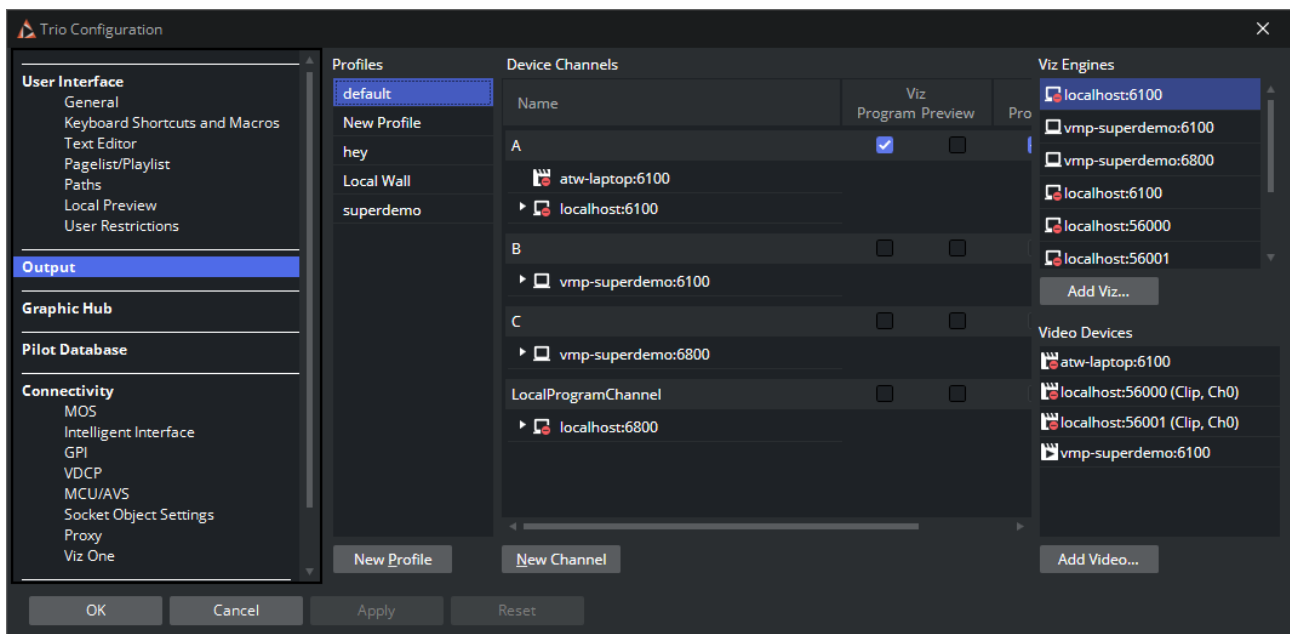 Trio Configuration
User Interface
General
Keyboard Shortcuts and Macros
Text Editor
Pagelist/Playlist
Paths
Local Preview
User Restrictions
Output
Graphic Hub
Pilot Database
Connectivity
MOS
Intelligent Interface
GPI
VDCP
MCU/AVS
Socket Object Settings
Proxy
Viz One
Profiles
default
New Profile
hey
Local Wall
superdemo
New Profile
Device Channels
Name
Viz
Program Preview
Pro
A
atw-laptop:6100
localhost:6100
B
vmp-superdemo:6100
C
vmp-superdemo:6800
LocalProgramChannel
localhost:6800
New Channel
Viz Engines
localhost:6100
vmp-superdemo:6100
vmp-superdemo:6800
localhost:6100
localhost:56000
localhost:56001
Add Viz...
Video Devices
atw-laptop:6100
localhost:56000 (Clip, Ch0)
localhost:56001 (Clip, Ch0)
vmp-superdemo:6100
Add Video...
OK
Cancel
Apply
Reset